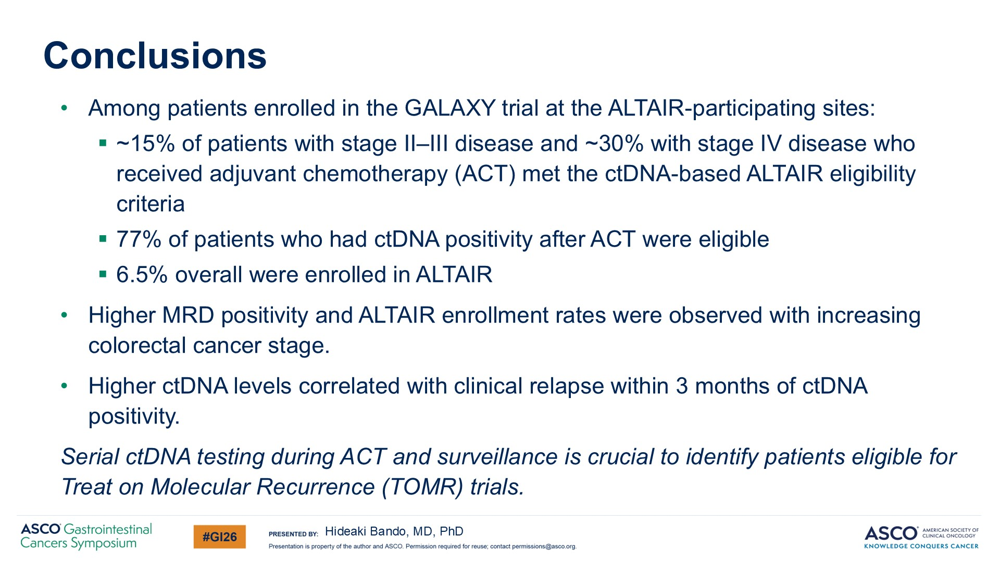 Conclusions
• Among patients enrolled in the GALAXY trial at the ALTAIR-participating sites:
▪ ~15% of patients with stage II–III disease and ~30% with stage IV disease who
received adjuvant chemotherapy (ACT) met the ctDNA-based ALTAIR eligibility
criteria
▪ 77% of patients who had ctDNA positivity after ACT were eligible
▪ 6.5% overall were enrolled in ALTAIR
• Higher MRD positivity and ALTAIR enrollment rates were observed with increasing
colorectal cancer stage.
• Higher ctDNA levels correlated with clinical relapse within 3 months of ctDNA
positivity.
Serial ctDNA testing during ACT and surveillance is crucial to identify patients eligible for
Treat on Molecular Recurrence (TOMR) trials.
ASCO® Gastrointestinal
Cancers Symposium
#GI26
PRESENTED BY: Hideaki Bando, MD, PhD
Presentation is property of the author and ASCO. Permission required for reuse; contact permissions@asco.org.
ASCO® AMERICAN SOCIETY OF
CLINICAL ONCOLOGY
KNOWLEDGE CONQUERS CANCER